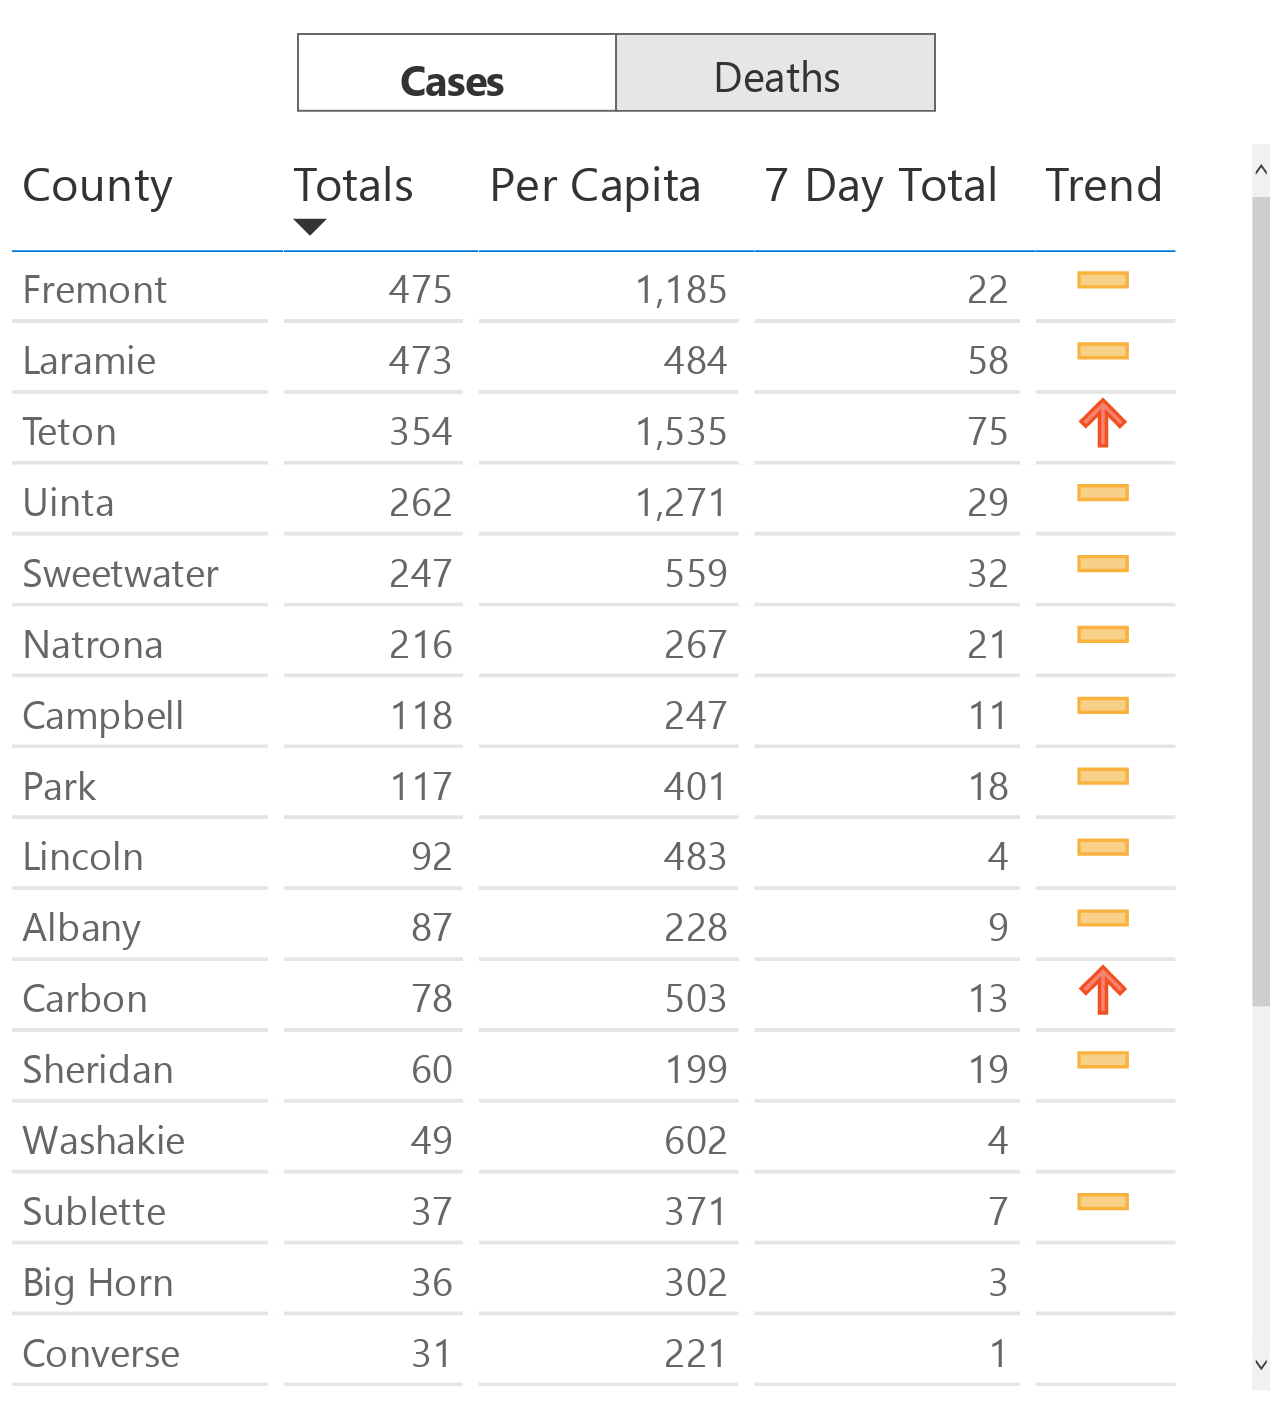 Cases Deaths
County Totals Per Capita 7 Day Total Trend
Fremont 475 1,185 22
Laramie 473 484 58
Teton 354 1,535 75
Uinta 262 1,271 29
Sweetwater 247 559 32
Natrona 216 267 21
Campbell 118 247 11
Park 117 401 18
Lincoln 92 483 4
Albany 87 228 9
Carbon 78 503 13
Sheridan 60 199 19
Washakie 49 602 4
Sublette 37 371 7
Big Horn 36 302 3
Converse 31 221 1